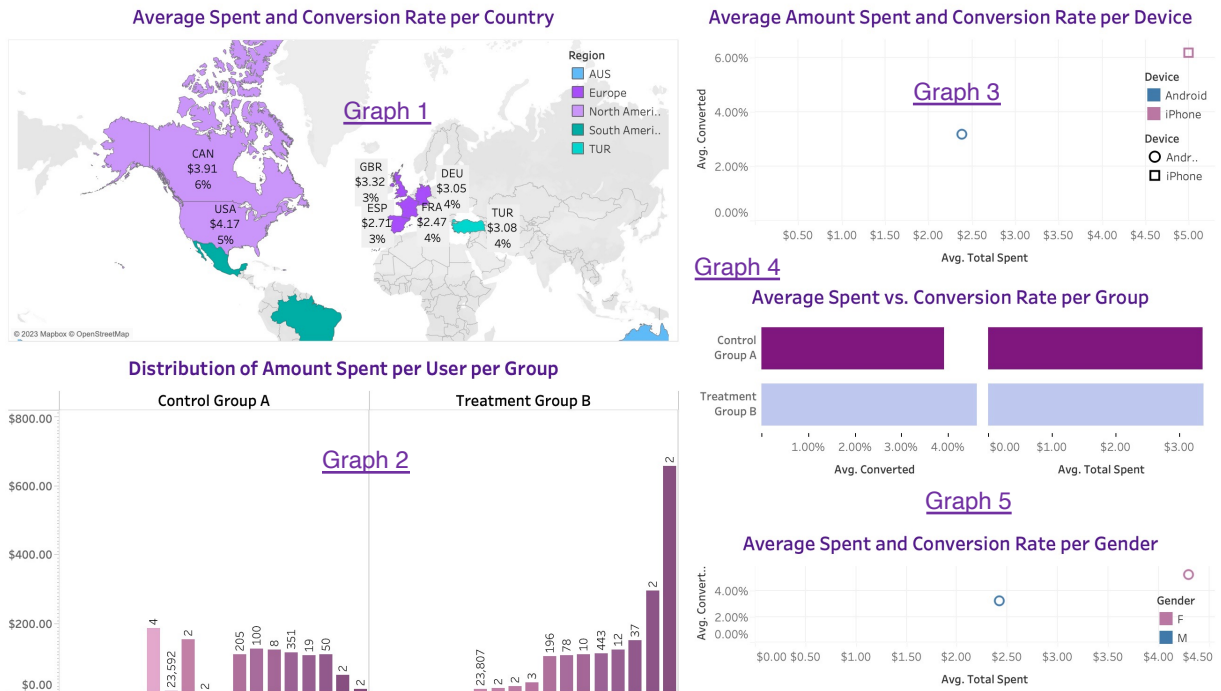 Average Spent and Conversion Rate per Country
Graph 1
Region
AUS
Europe
North Ameri..
South Ameri..
TUR
CAN
$3.91
6%
USA
$4.17
5%
GBR
$3.32
3%
DEU
$3.05
4%
ESP
$2.71
3%
FRA
$2.47
4%
TUR
$3.08
4%
© 2023 Mapbox © OpenStreetMap
Distribution of Amount Spent per User per Group
Control Group A
Treatment Group B
Graph 2
$800.00
$600.00
$400.00
$200.00
$0.00
4
23,592
2
2
205
100
8
351
19
50
2
2
23,807
2
2
3
196
78
10
443
12
37
2
2
Average Amount Spent and Conversion Rate per Device
Graph 3
Avg. Converted
6.00%
4.00%
2.00%
0.00%
$0.50 $1.00 $1.50 $2.00 $2.50 $3.00 $3.50 $4.00 $4.50 $5.00
Avg. Total Spent
Device
Android
iPhone
Device
Andr..
iPhone
Graph 4
Average Spent vs. Conversion Rate per Group
Control
Group A
Treatment
Group B
1.00% 2.00% 3.00% 4.00%
Avg. Converted
$0.00 $1.00 $2.00 $3.00
Avg. Total Spent
Graph 5
Average Spent and Conversion Rate per Gender
Avg. Convert..
4.00%
2.00%
0.00%
$0.00 $0.50 $1.00 $1.50 $2.00 $2.50 $3.00 $3.50 $4.00 $4.50
Avg. Total Spent
Gender
F
M